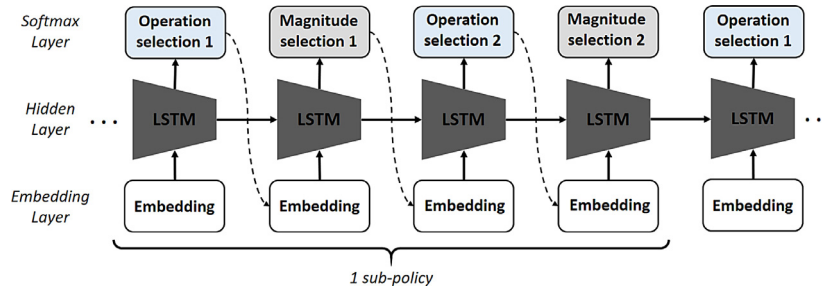 Softmax
Layer
Operation
selection 1
Magnitude
selection 1
Operation
selection 2
Magnitude
selection 2
Operation
selection 1
Hidden
Layer
...
LSTM
LSTM
LSTM
LSTM
LSTM
...
Embedding
Layer
Embedding
Embedding
Embedding
Embedding
Embedding
1 sub-policy